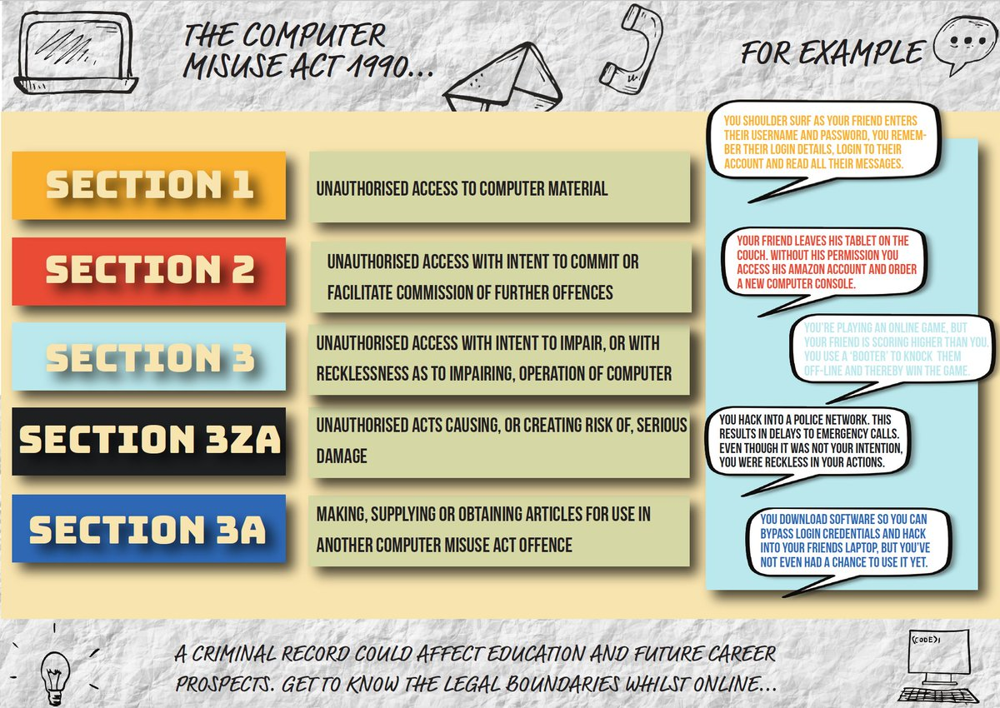 THE COMPUTER
MISUSE ACT 1990...
FOR EXAMPLE
SECTION 1
UNAUTHORISED ACCESS TO COMPUTER MATERIAL
YOU SHOULDER SURF AS YOUR FRIEND ENTERS
THEIR USERNAME AND PASSWORD, YOU REMEM-
BER THEIR LOGIN DETAILS, LOGIN TO THEIR
ACCOUNT AND READ ALL THEIR MESSAGES.
SECTION 2
UNAUTHORISED ACCESS WITH INTENT TO COMMIT OR
FACILITATE COMMISSION OF FURTHER OFFENCES
YOUR FRIEND LEAVES HIS TABLET ON THE
COUCH. WITHOUT HIS PERMISSION YOU
ACCESS HIS AMAZON ACCOUNT AND ORDER
A NEW COMPUTER CONSOLE.
SECTION 3
UNAUTHORISED ACCESS WITH INTENT TO IMPAIR, OR WITH
RECKLESSNESS AS TO IMPAIRING, OPERATION OF COMPUTER
YOU'RE PLAYING AN ONLINE GAME, BUT
YOUR FRIEND IS SCORING HIGHER THAN YOU.
YOU USE A 'BOOTER' TO KNOCK THEM
OFF-LINE AND THEREBY WIN THE GAME.
SECTION 3ZA
UNAUTHORISED ACTS CAUSING, OR CREATING RISK OF, SERIOUS
DAMAGE
YOU HACK INTO A POLICE NETWORK. THIS
RESULTS IN DELAYS TO EMERGENCY CALLS.
EVEN THOUGH IT WAS NOT YOUR INTENTION,
YOU WERE RECKLESS IN YOUR ACTIONS.
SECTION 3A
MAKING, SUPPLYING OR OBTAINING ARTICLES FOR USE IN
ANOTHER COMPUTER MISUSE ACT OFFENCE
YOU DOWNLOAD SOFTWARE SO YOU CAN
BYPASS LOGIN CREDENTIALS AND HACK
INTO YOUR FRIENDS LAPTOP, BUT YOU'VE
NOT EVEN HAD A CHANCE TO USE IT YET.
A CRIMINAL RECORD COULD AFFECT EDUCATION AND FUTURE CAREER
PROSPECTS. GET TO KNOW THE LEGAL BOUNDARIES WHILST ONLINE...
(CODE)1